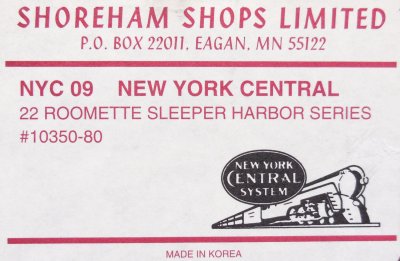 SHOREHAM SHOPS LIMITED
P.O. BOX 22011, EAGAN, MN 55122
NYC 09 NEW YORK CENTRAL
22 ROOMETTE SLEEPER HARBOR SERIES
#10350-80
NEW YORK
CENTRAL
SYSTEM
MADE IN KOREA